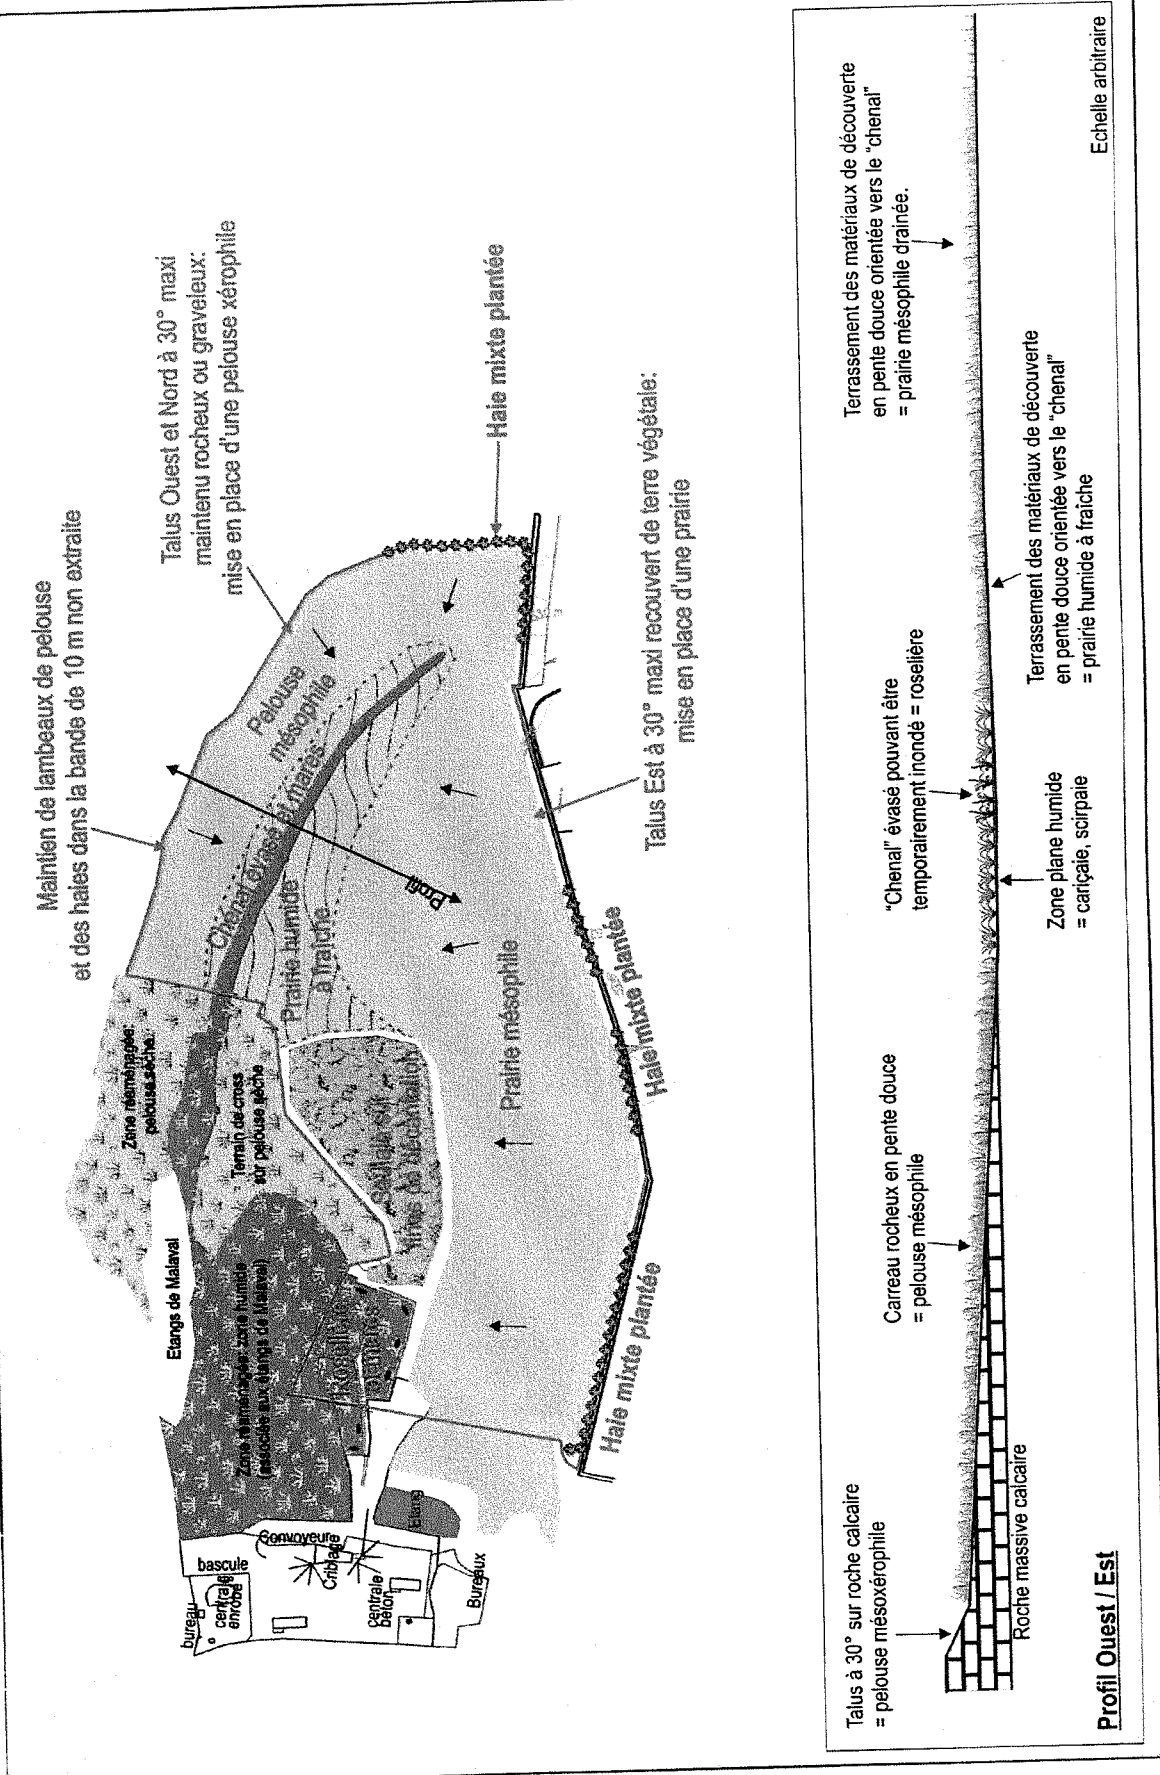 Maintien de lambeaux de pelouse
et des haies dans la bande de 10 m non extraite
Talus Ouest et Nord à 30° maxi
maintenu rocheux ou graveleux:
mise en place d'une pelouse xérophile
Haie mixte plantée
Talus Est à 30° maxi recouvert de terre végétale:
mise en place d'une prairie
Pelouse
mésophile
Chenal évasé et mares
Profil
Prairie humide
à fraîche
Prairie mésophile
Haie mixte plantée
Haie mixte plantée
Zone réaménagée:
pelouse sèche
Terrain de cross
sur pelouse sèche
Etangs de Malaval
Zone réaménagée: zone humide
(associée aux étangs de Malaval)
Roselière
Etang
bureau
bascule
centrale
enrobé
Convoyeur
Criblage
centrale
béton
Bureaux
Talus à 30° sur roche calcaire
= pelouse mésoxérophile
Carreau rocheux en pente douce
= pelouse mésophile
"Chenal" évasé pouvant être
temporairement inondé = roselière
Terrassement des matériaux de découverte
en pente douce orientée vers le "chenal"
= prairie mésophile drainée.
Roche massive calcaire
Zone plane humide
= cariçaie, scirpaie
Terrassement des matériaux de découverte
en pente douce orientée vers le "chenal"
= prairie humide à fraîche
Profil Ouest / Est
Echelle arbitraire